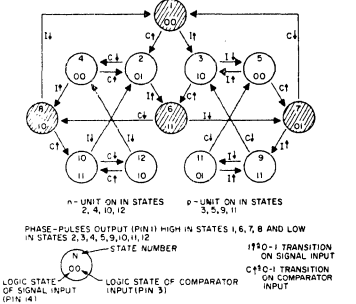 1
00
I↓
C↑
I↑
C↓
4
00
C↓
C↑
2
01
3
10
I↓
I↑
5
00
I↑
I↑
C↑
C↑
8
10
I↓
6
11
C↓
7
01
C↑
I↓
I↓
C↓
C↓
I↑
10
11
C↓
C↑
12
10
11
01
I↓
I↑
9
11
n-UNIT ON IN STATES
2, 4, 10, 12
p-UNIT ON IN STATES
3, 5, 9, 11
PHASE-PULSES OUTPUT (PIN 1) HIGH IN STATES 1, 6, 7, 8 AND LOW
IN STATES 2, 3, 4, 5, 9, 10, 11, 12
STATE NUMBER
N
00
I↑≙0-1 TRANSITION
ON SIGNAL INPUT
C↑≙0-1 TRANSITION
ON COMPARATOR
INPUT
LOGIC STATE
OF SIGNAL INPUT
(PIN 14)
LOGIC STATE OF COMPARATOR
INPUT (PIN 3)